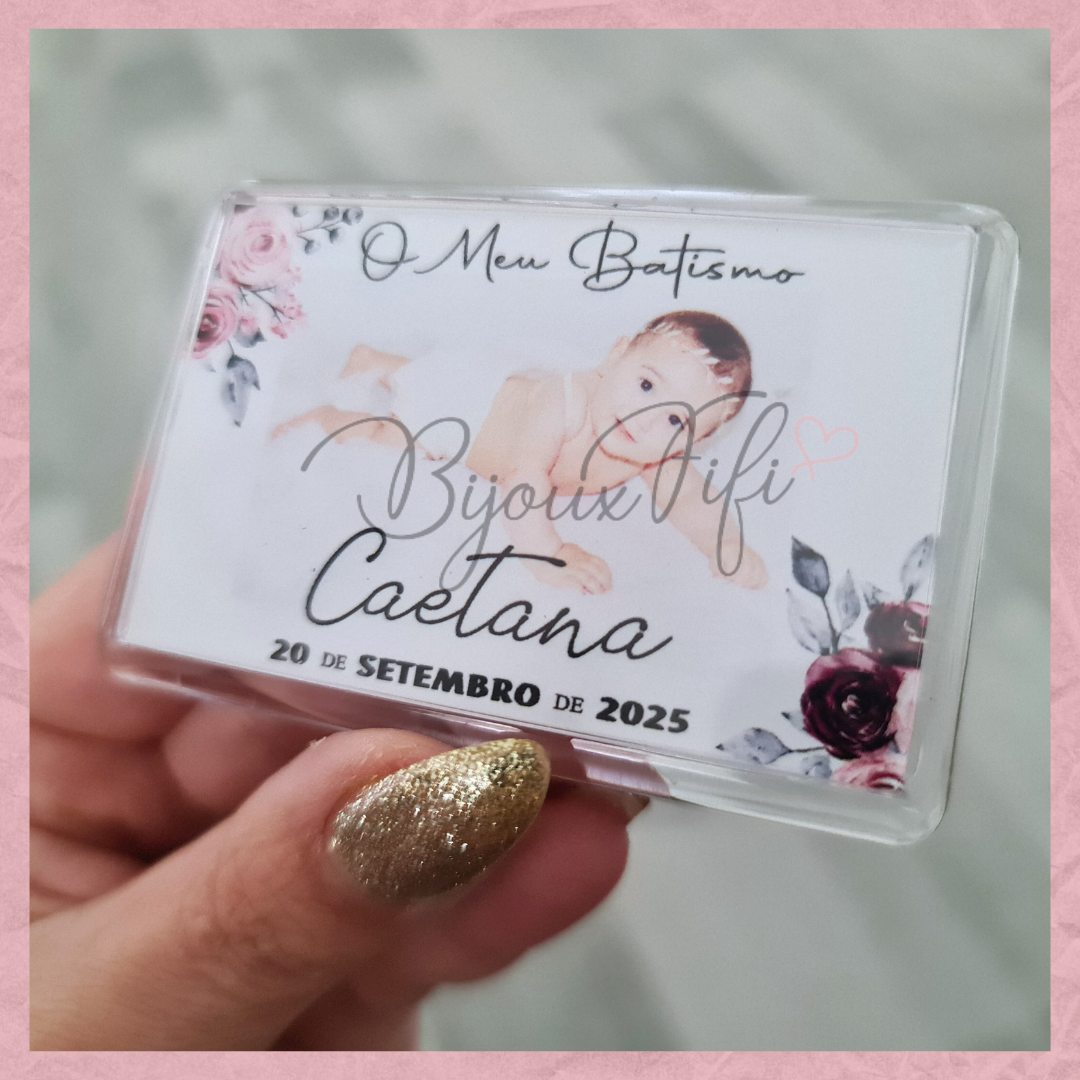 O Meu Batismo
BijouxFifi
Caetana
20 DE SETEMBRO DE 2025